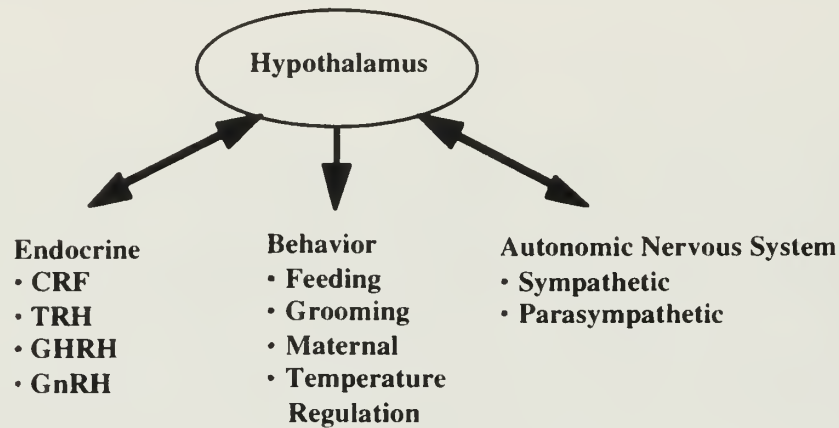 Hypothalamus
Endocrine
· CRF
· TRH
· GHRH
· GnRH
Behavior
· Feeding
· Grooming
· Maternal
· Temperature
Regulation
Autonomic Nervous System
· Sympathetic
· Parasympathetic